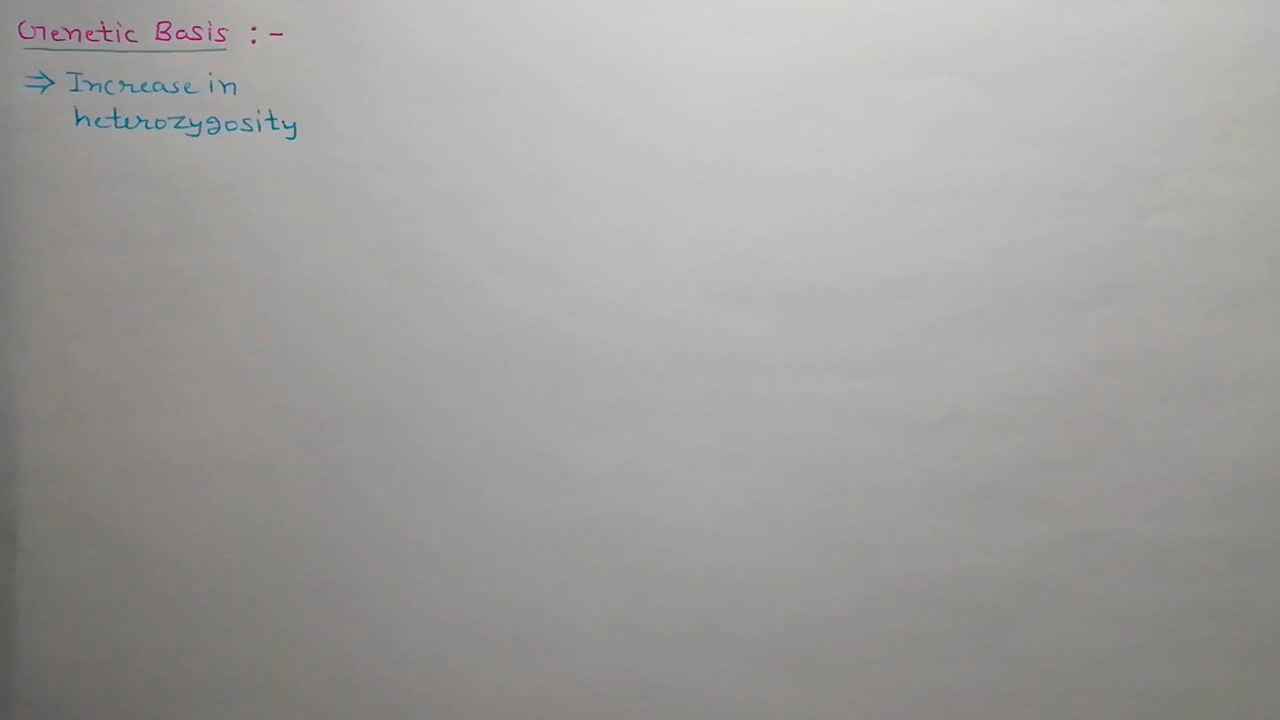 Genetic Basis :-
⇒ Increase in
heterozygosity